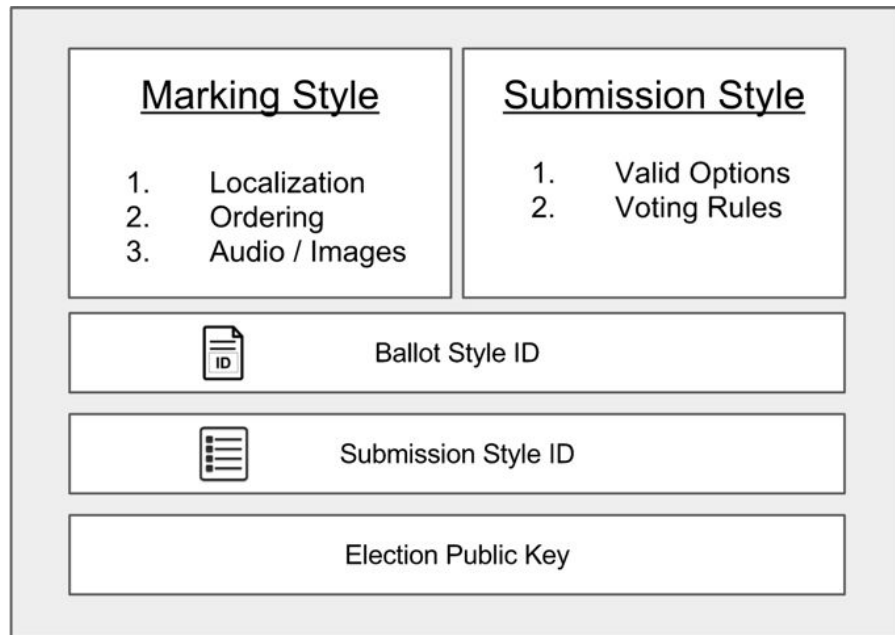 Marking Style
1. Localization
2. Ordering
3. Audio / Images
Submission Style
1. Valid Options
2. Voting Rules
ID
Ballot Style ID
Submission Style ID
Election Public Key